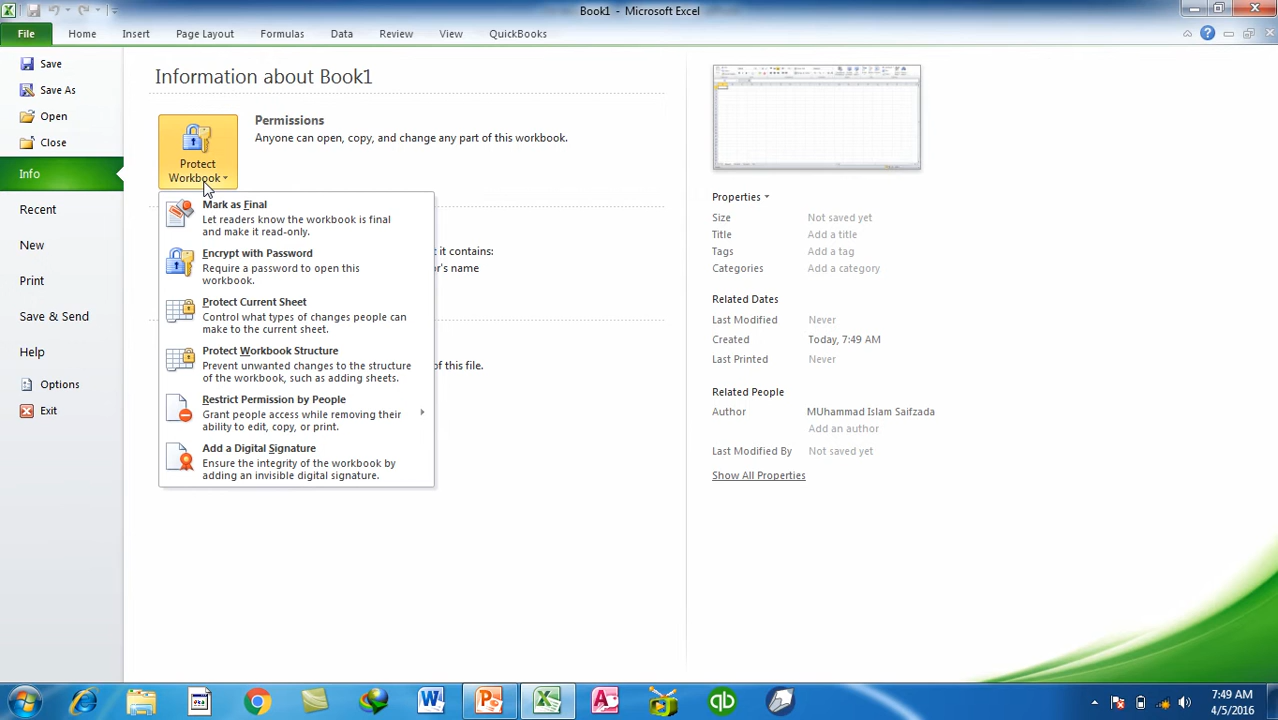 Book1 - Microsoft Excel
File Home Insert Page Layout Formulas Data Review View QuickBooks
Save
Save As
Open
Close
Info
Recent
New
Print
Save & Send
Help
Options
Exit
Information about Book1
Permissions
Anyone can open, copy, and change any part of this workbook.
Protect
Workbook
Mark as Final
Let readers know the workbook is final
and make it read-only.
Encrypt with Password
Require a password to open this
workbook.
Protect Current Sheet
Control what types of changes people can
make to the current sheet.
Protect Workbook Structure
Prevent unwanted changes to the structure
of the workbook, such as adding sheets.
Restrict Permission by People
Grant people access while removing their
ability to edit, copy, or print.
Add a Digital Signature
Ensure the integrity of the workbook by
adding an invisible digital signature.
it contains:
or's name
of this file.
Properties
Size Not saved yet
Title Add a title
Tags Add a tag
Categories Add a category
Related Dates
Last Modified Never
Created Today, 7:49 AM
Last Printed Never
Related People
Author MUhammad Islam Saifzada
Add an author
Last Modified By Not saved yet
Show All Properties
7:49 AM
4/5/2016